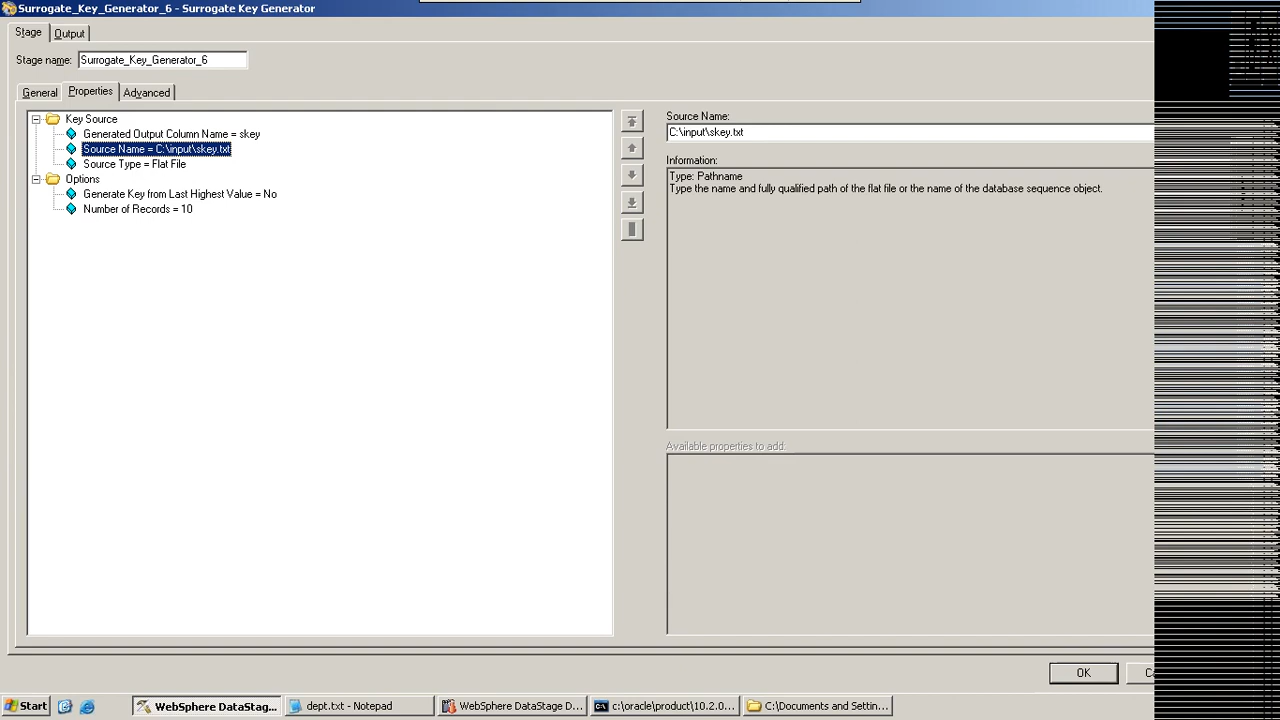 Surrogate_Key_Generator_6 - Surrogate Key Generator
Stage Output
Stage name: Surrogate_Key_Generator_6
General Properties Advanced
Key Source
Generated Output Column Name = skey
Source Name = C:\input\skey.txt
Source Type = Flat File
Options
Generate Key from Last Highest Value = No
Number of Records = 10
Source Name:
C:\input\skey.txt
Information:
Type: Pathname
Type the name and fully qualified path of the flat file or the name of the database sequence object.
Available properties to add:
OK
Start WebSphere DataStag... dept.txt - Notepad WebSphere DataStage D... c:\oracle\product\10.2.0... C:\Documents and Settin...